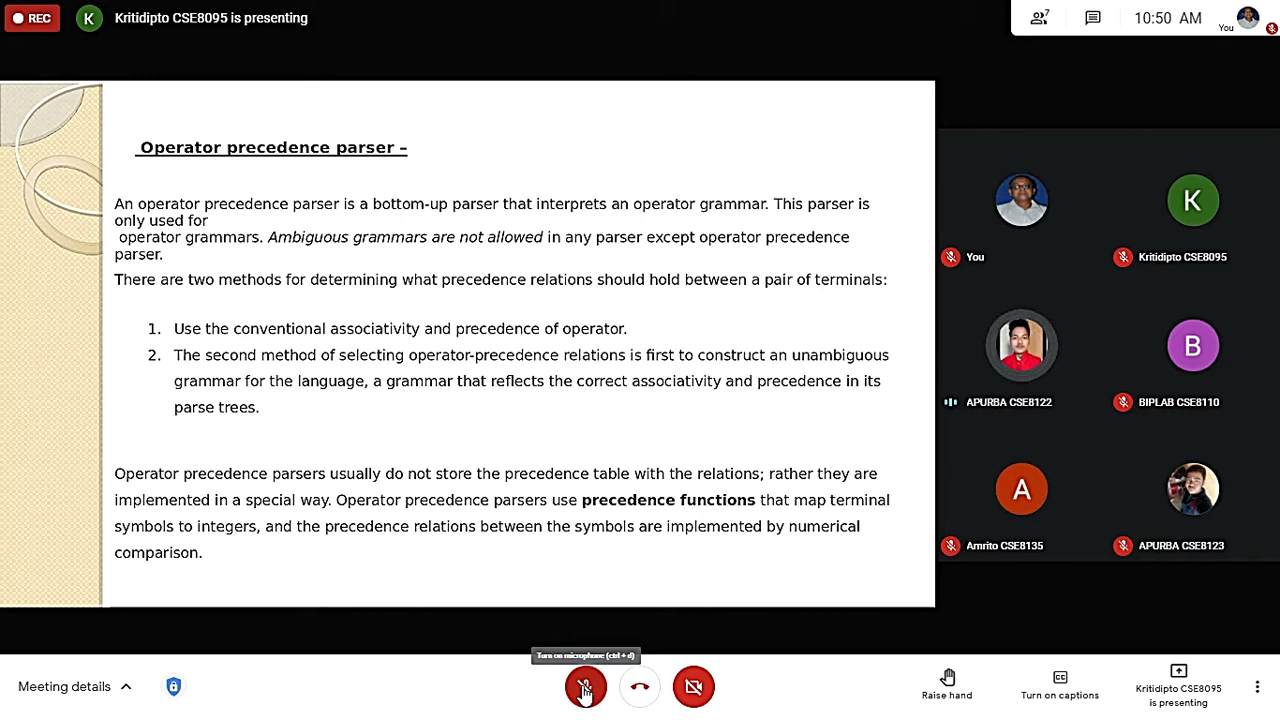 REC
K
Kritidipto CSE8095 is presenting
7
10:50 AM
You
Operator precedence parser –
An operator precedence parser is a bottom-up parser that interprets an operator grammar. This parser is
only used for
operator grammars. Ambiguous grammars are not allowed in any parser except operator precedence
parser.
There are two methods for determining what precedence relations should hold between a pair of terminals:
1. Use the conventional associativity and precedence of operator.
2. The second method of selecting operator-precedence relations is first to construct an unambiguous
grammar for the language, a grammar that reflects the correct associativity and precedence in its
parse trees.
Operator precedence parsers usually do not store the precedence table with the relations; rather they are
implemented in a special way. Operator precedence parsers use precedence functions that map terminal
symbols to integers, and the precedence relations between the symbols are implemented by numerical
comparison.
K
You
Kritidipto CSE8095
B
APURBA CSE8122
BIPLAB CSE8110
A
Amrito CSE8135
APURBA CSE8123
Turn on microphone (ctrl + d)
Meeting details
Raise hand
Turn on captions
Kritidipto CSE8095
is presenting